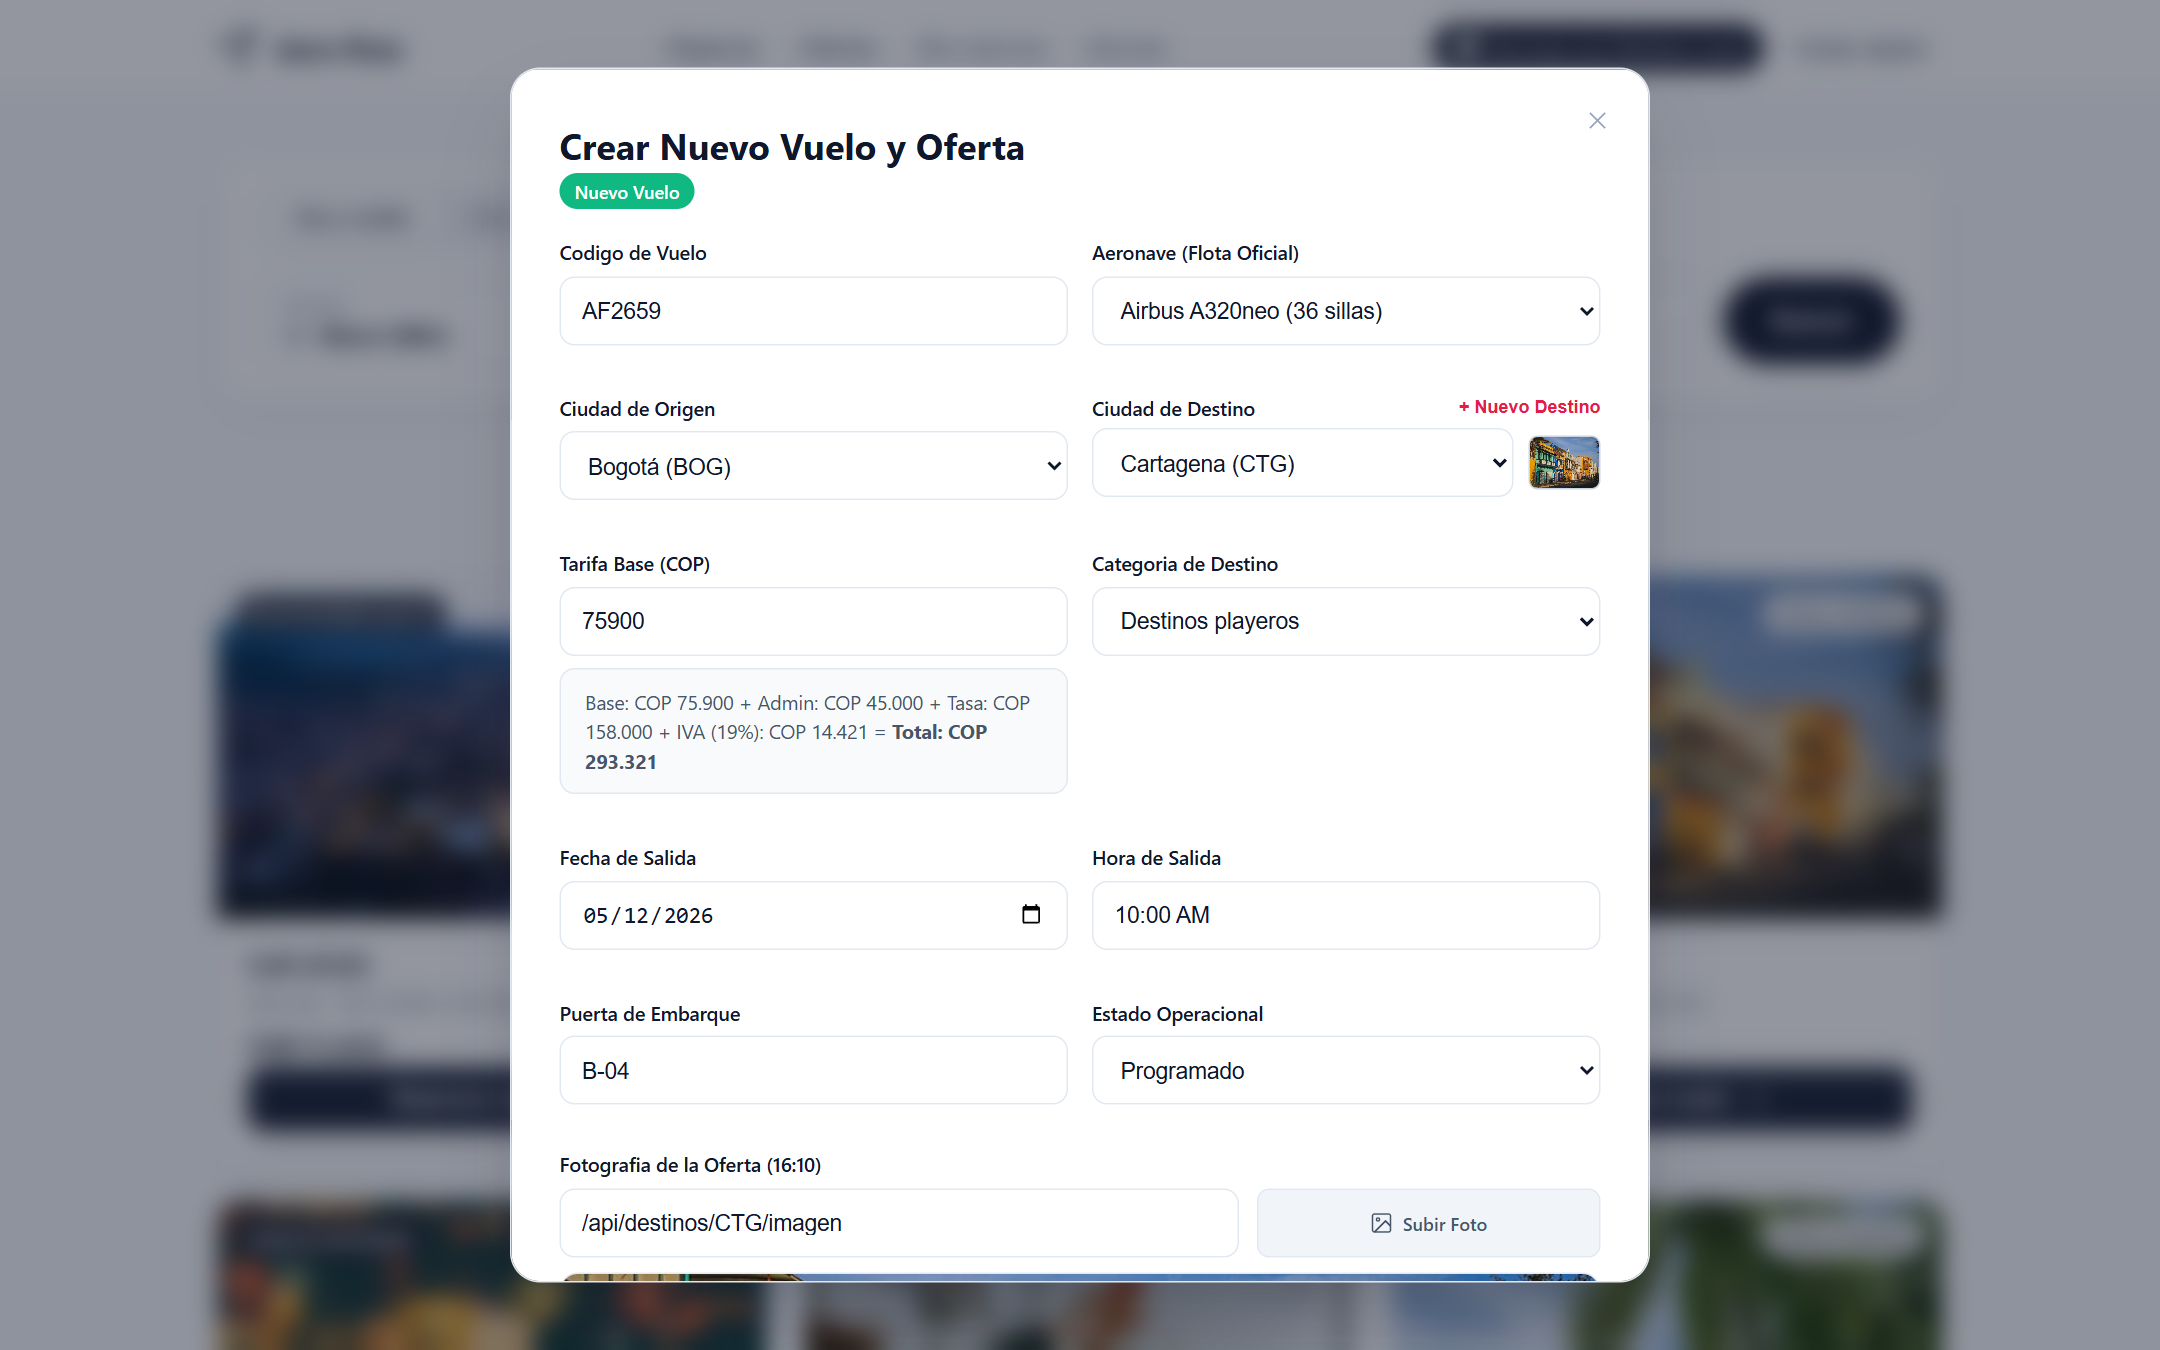 Crear Nuevo Vuelo y Oferta
Nuevo Vuelo
Codigo de Vuelo
AF2659
Aeronave (Flota Oficial)
Airbus A320neo (36 sillas)
Ciudad de Origen
Bogotá (BOG)
Ciudad de Destino
+ Nuevo Destino
Cartagena (CTG)
Tarifa Base (COP)
75900
Base: COP 75.900 + Admin: COP 45.000 + Tasa: COP
158.000 + IVA (19%): COP 14.421 = Total: COP
293.321
Categoria de Destino
Destinos playeros
Fecha de Salida
05/12/2026
Hora de Salida
10:00 AM
Puerta de Embarque
B-04
Estado Operacional
Programado
Fotografia de la Oferta (16:10)
/api/destinos/CTG/imagen
Subir Foto